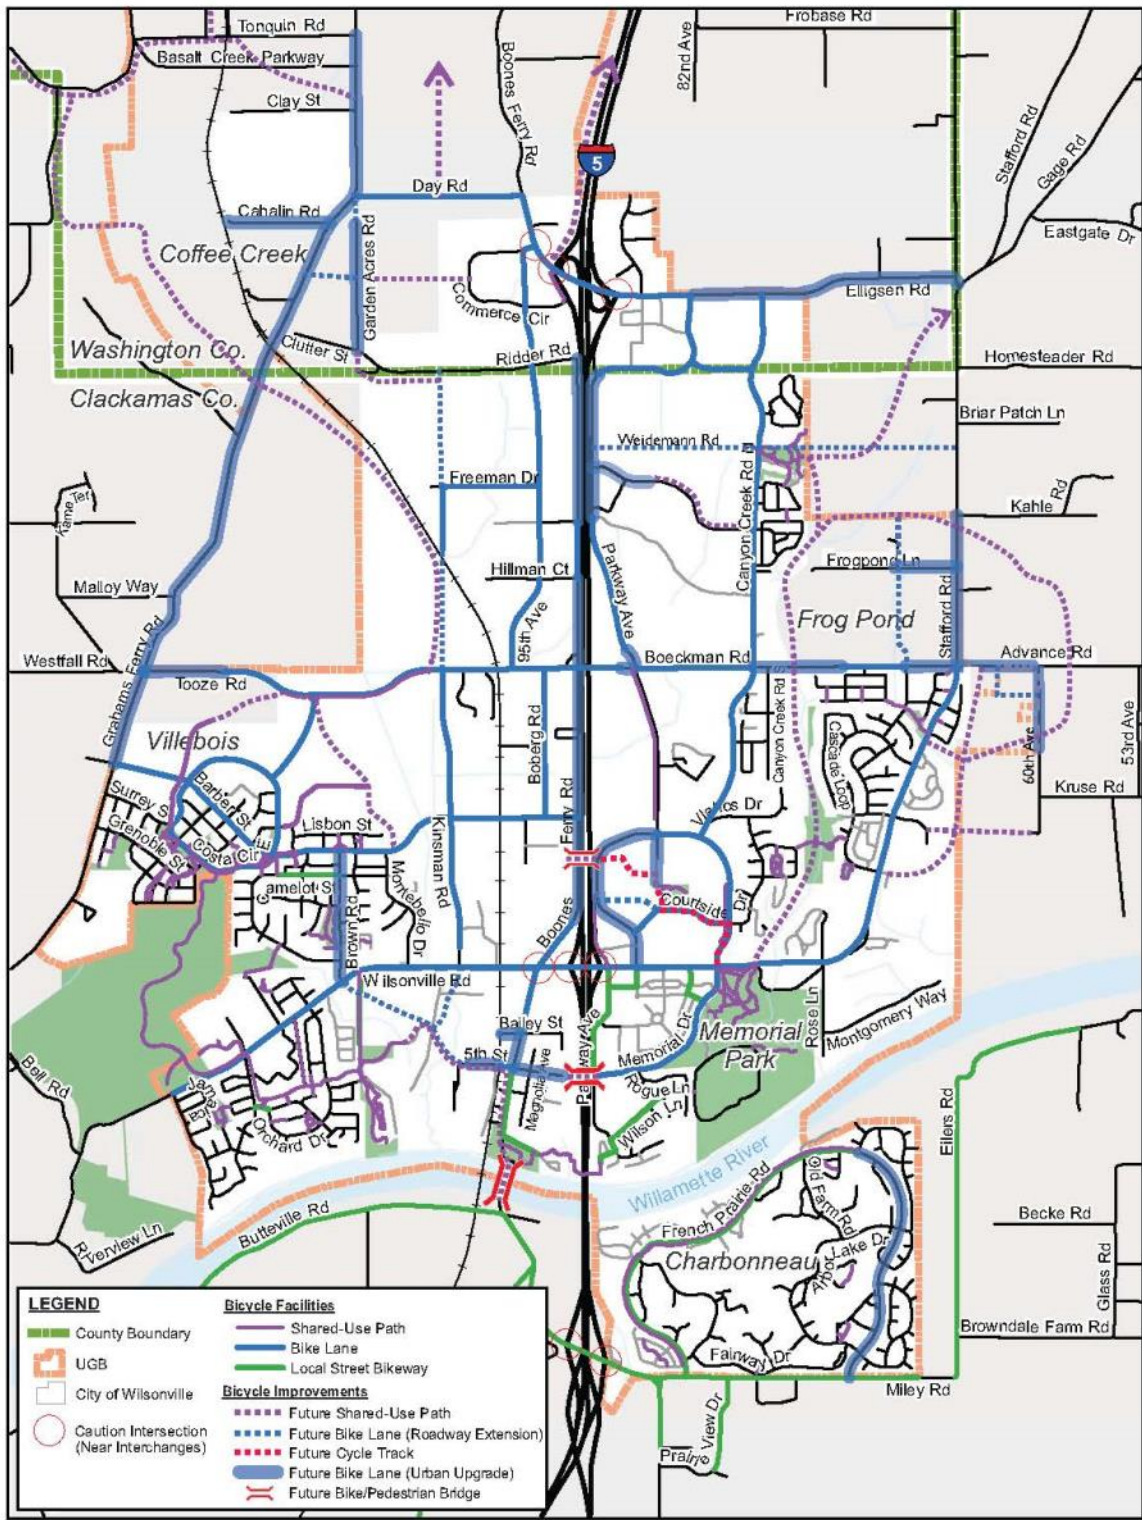 Tonquin Rd
Basalt Creek Parkway
Clay St
Boones
Ferry Rd
82nd Ave
Frobase Rd
Stafford Rd
Gage Rd
5
Day Rd
Cahalin Rd
Coffee Creek
Garden Acres Rd
Commerce Cir
Eastgate Dr
Elligsen Rd
Clutter St
Ridder Rd
Washington Co.
Clackamas Co.
Homesteader Rd
Briar Patch Ln
Weidemann Rd
Canyon Creek Rd N
Freeman Dr
Kame Ter
Kahle Rd
Hillman Ct
Parkway Ave
Frogpond Ln
Malloy Way
95th Ave
Frog Pond
Stafford Rd
Westfall Rd
Grahams Ferry Rd
Tooze Rd
Boeckman Rd
Advance Rd
Villebois
Boberg Rd
Canyon Creek Rd S
Cascade Loop
60th Ave
53rd Ave
Kruse Rd
Surrey S
Barber St
Grenoble St
Costa Cir E
Lisbon St
Kinsman Rd
Ferry Rd
Vlahos Dr
Camelot St
Brown Rd
Montebello Dr
Boones
Courtside Dr
Wilsonville Rd
Bailey St
5th St
Magnolia Ave
Parkway Ave
Memorial Dr
Memorial
Park
Rose Ln
Montgomery Way
Rogue Ln
Wilson Ln
Bell Rd
Jamaica
Orchard Dr
Eilers Rd
Willamette River
Butteville Rd
Riverview Ln
French Prairie Rd
Old Farm Rd
Lake Dr
Arbor
Charbonneau
Becke Rd
Glass Rd
Browndale Farm Rd
Fairway Dr
Miley Rd
Prairie View Dr
LEGEND
County Boundary
UGB
City of Wilsonville
Caution Intersection
(Near Interchanges)
Bicycle Facilities
Shared-Use Path
Bike Lane
Local Street Bikeway
Bicycle Improvements
Future Shared-Use Path
Future Bike Lane (Roadway Extension)
Future Cycle Track
Future Bike Lane (Urban Upgrade)
Future Bike/Pedestrian Bridge